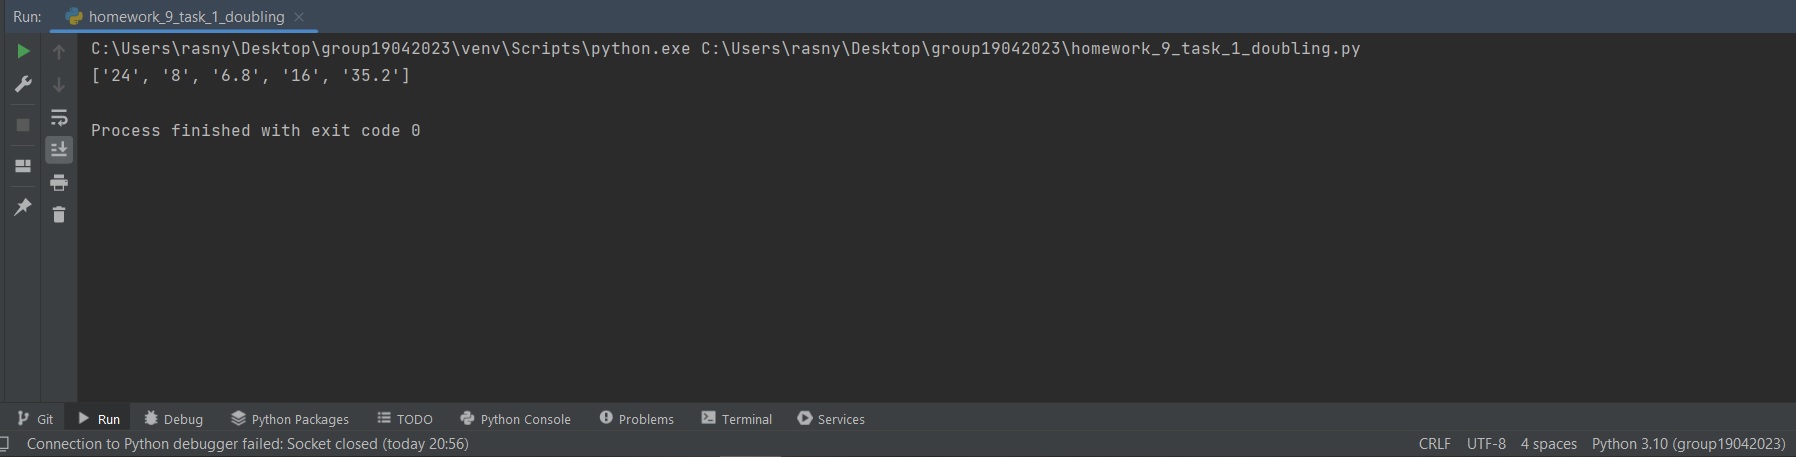 Run: homework_9_task_1_doubling
C:\Users\rasny\Desktop\group19042023\venv\Scripts\python.exe C:\Users\rasny\Desktop\group19042023\homework_9_task_1_doubling.py
['24', '8', '6.8', '16', '35.2']
Process finished with exit code 0
Git Run Debug Python Packages TODO Python Console Problems Terminal Services
Connection to Python debugger failed: Socket closed (today 20:56) CRLF UTF-8 4 spaces Python 3.10 (group19042023)